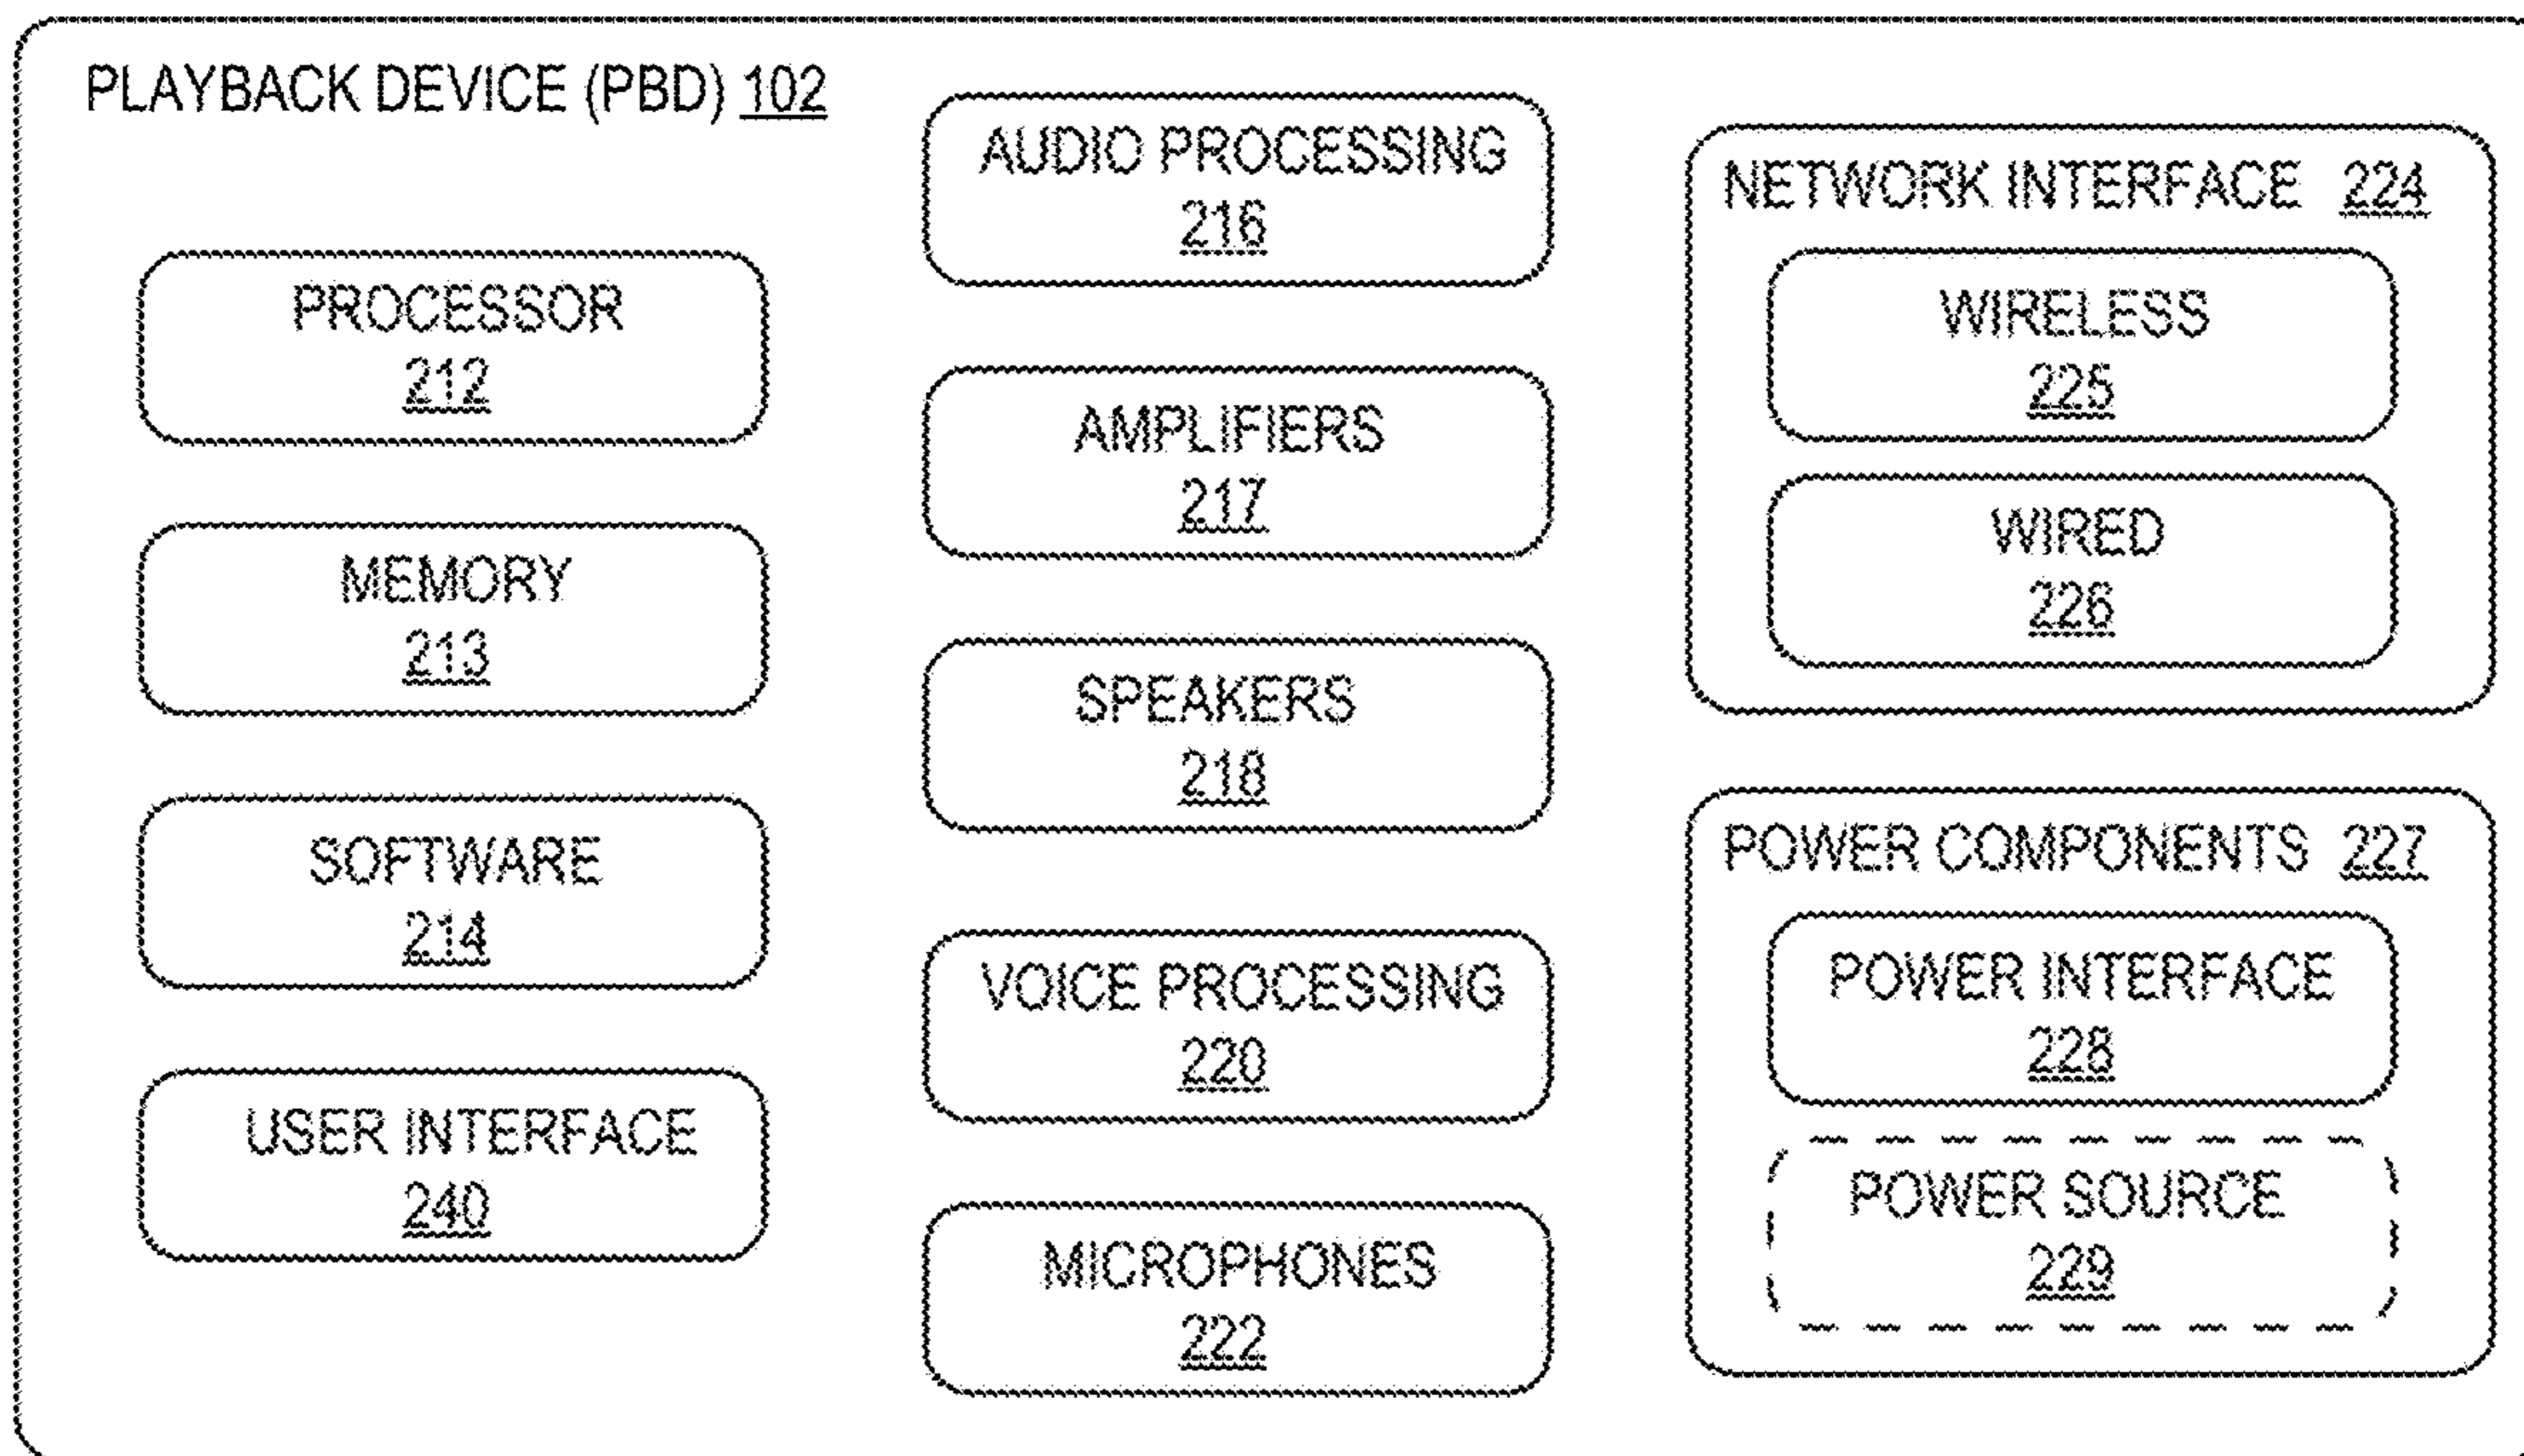 PLAYBACK DEVICE (PBD) 102
PROCESSOR
212
MEMORY
213
SOFTWARE
214
USER INTERFACE
240
AUDIO PROCESSING
216
AMPLIFIERS
217
SPEAKERS
218
VOICE PROCESSING
220
MICROPHONES
222
NETWORK INTERFACE 224
WIRELESS
225
WIRED
226
POWER COMPONENTS 227
POWER INTERFACE
228
POWER SOURCE
229